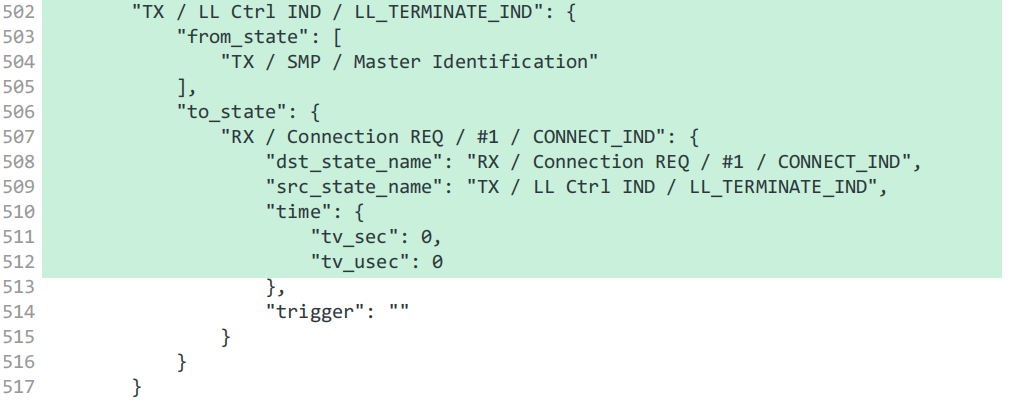 502         "TX / LL Ctrl IND / LL_TERMINATE_IND": {
503             "from_state": [
504                 "TX / SMP / Master Identification"
505             ],
506             "to_state": {
507                 "RX / Connection REQ / #1 / CONNECT_IND": {
508                     "dst_state_name": "RX / Connection REQ / #1 / CONNECT_IND",
509                     "src_state_name": "TX / LL Ctrl IND / LL_TERMINATE_IND",
510                     "time": {
511                         "tv_sec": 0,
512                         "tv_usec": 0
513                     },
514                     "trigger": ""
515                 }
516             }
517         }